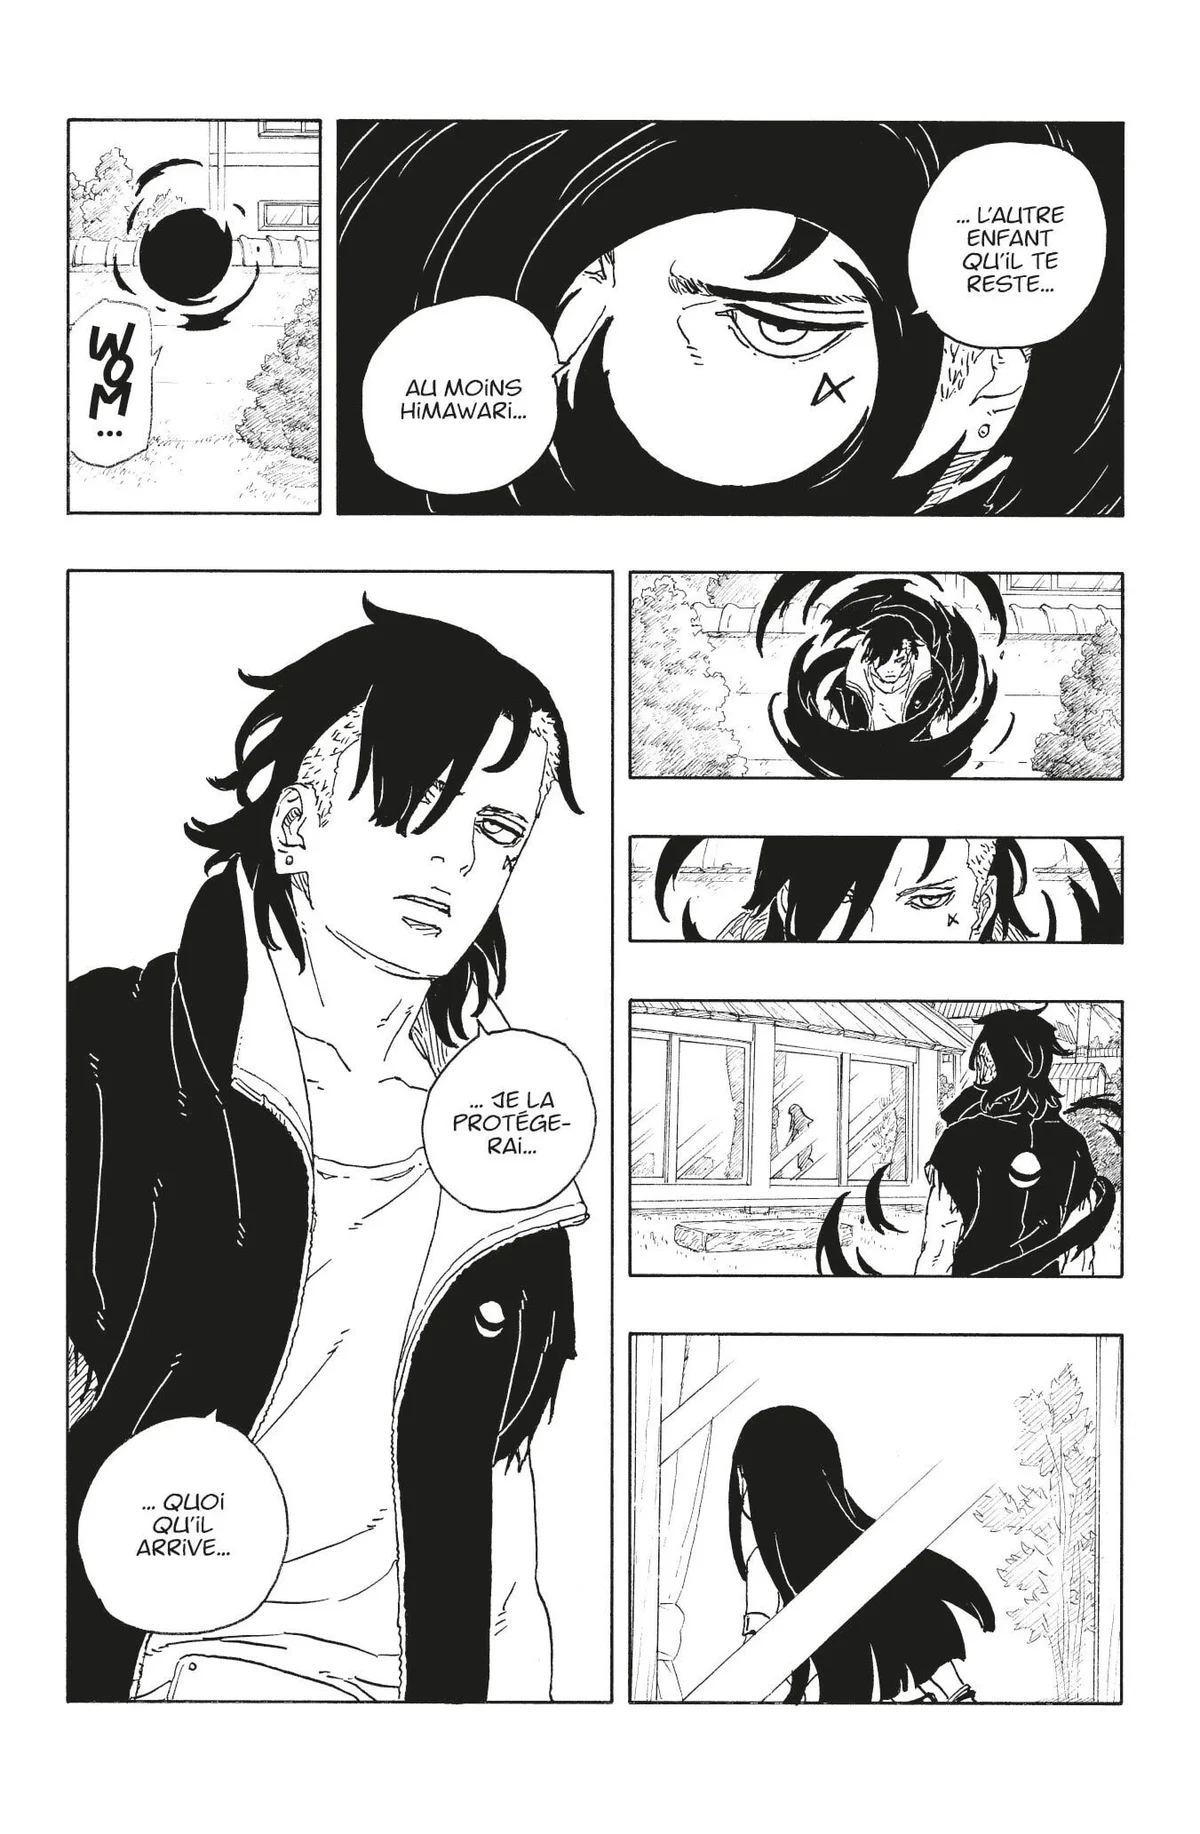 ... L'AUTRE
ENFANT
QU'IL TE
RESTE...
AU MOINS
HIMAWARI...
WOM...
... JE LA
PROTÉGE-
RAI...
... QUOI
QU'IL
ARRIVE...